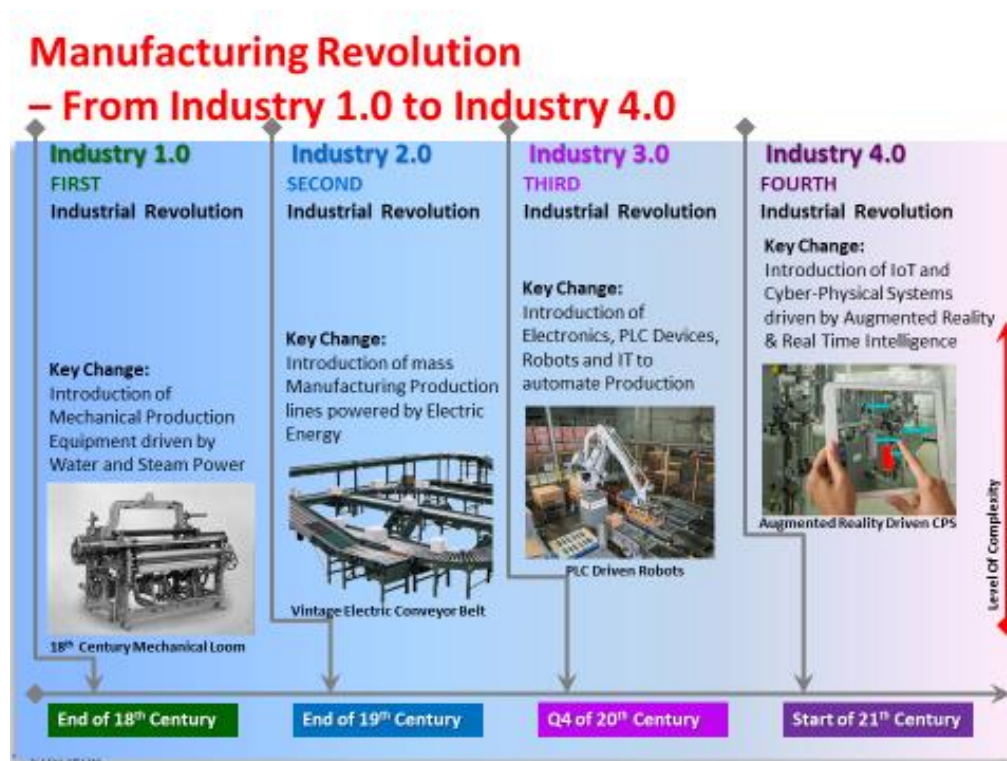 Manufacturing Revolution
– From Industry 1.0 to Industry 4.0
Industry 1.0
FIRST
Industrial Revolution
Key Change:
Introduction of
Mechanical Production
Equipment driven by
Water and Steam Power
18th Century Mechanical Loom
End of 18th Century
Industry 2.0
SECOND
Industrial Revolution
Key Change:
Introduction of mass
Manufacturing Production
lines powered by Electric
Energy
Vintage Electric Conveyor Belt
End of 19th Century
Industry 3.0
THIRD
Industrial Revolution
Key Change:
Introduction of
Electronics, PLC Devices,
Robots and IT to
automate Production
PLC Driven Robots
Q4 of 20th Century
Industry 4.0
FOURTH
Industrial Revolution
Key Change:
Introduction of IoT and
Cyber-Physical Systems
driven by Augmented Reality
& Real Time Intelligence
Augmented Reality Driven CPS
Start of 21th Century
Level Of Complexity